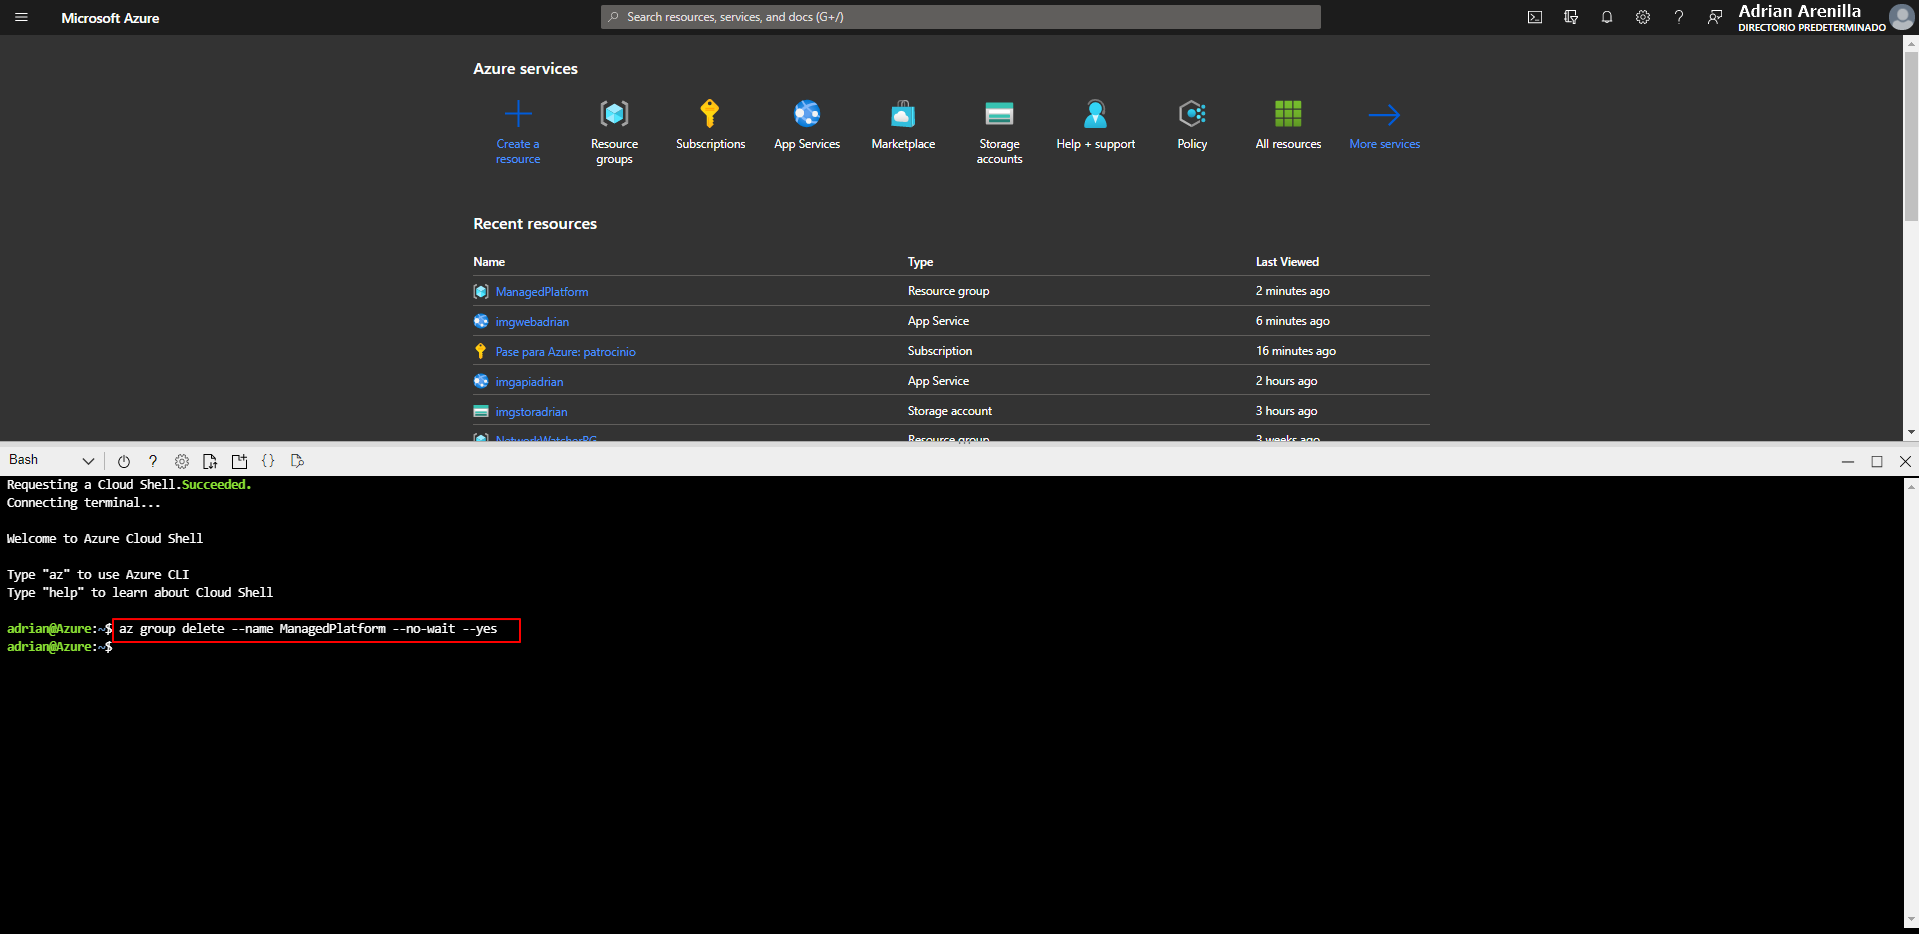 Microsoft Azure
Search resources, services, and docs (G+/)
Adrian Arenilla
DIRECTORIO PREDETERMINADO
Azure services
Create a resource
Resource groups
Subscriptions
App Services
Marketplace
Storage accounts
Help + support
Policy
All resources
More services
Recent resources
Name Type Last Viewed
ManagedPlatform Resource group 2 minutes ago
imgwebadrian App Service 6 minutes ago
Pase para Azure: patrocinio Subscription 16 minutes ago
imgapiadrian App Service 2 hours ago
imgstoradrian Storage account 3 hours ago
NetworkWatcherRG Resource group 3 weeks ago
Bash
Requesting a Cloud Shell.Succeeded.
Connecting terminal...
Welcome to Azure Cloud Shell
Type "az" to use Azure CLI
Type "help" to learn about Cloud Shell
adrian@Azure:~$ az group delete --name ManagedPlatform --no-wait --yes
adrian@Azure:~$